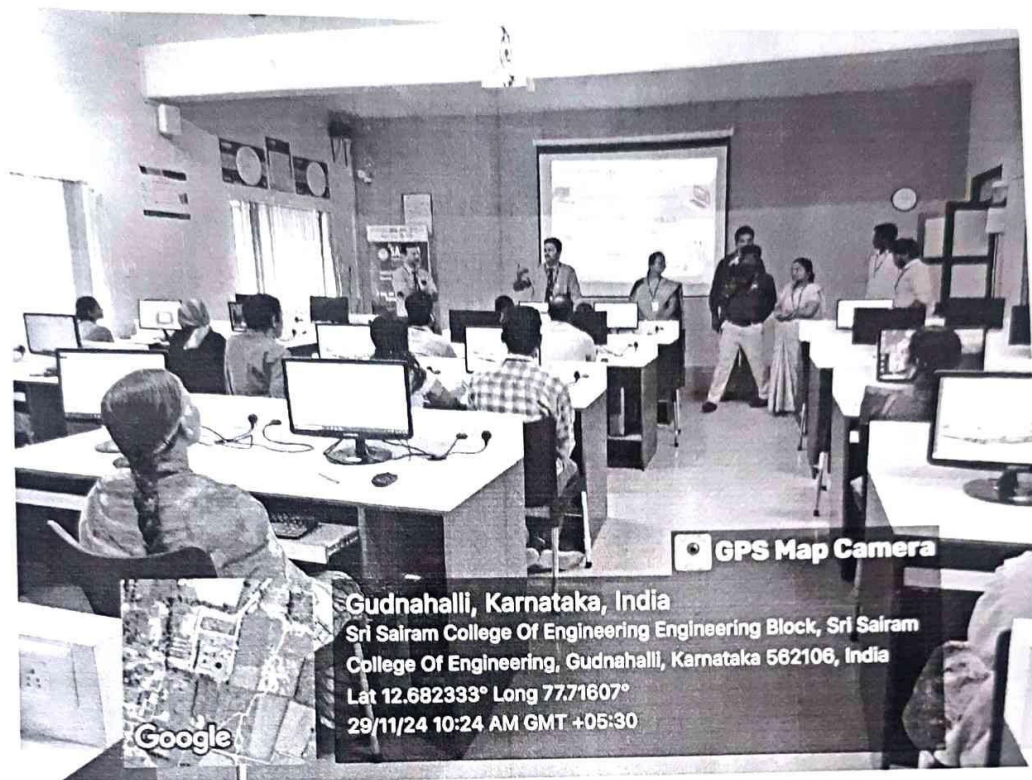 GPS Map Camera
Gudnahalli, Karnataka, India
Sri Sairam College Of Engineering Engineering Block, Sri Sairam
College Of Engineering, Gudnahalli, Karnataka 562106, India
Lat 12.682333° Long 77.71607°
29/11/24 10:24 AM GMT +05:30
Google